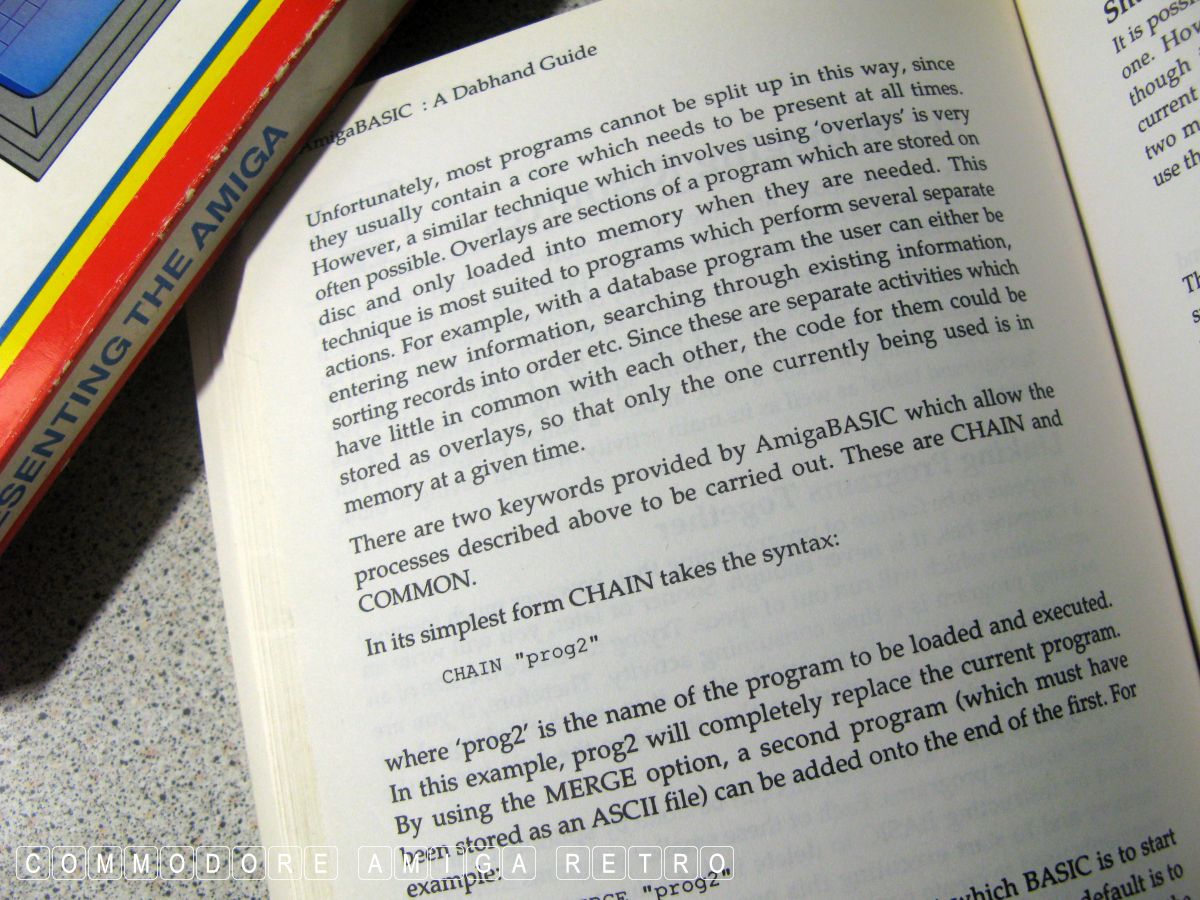 AmigaBASIC : A Dabhand Guide
Unfortunately, most programs cannot be split up in this way, since
they usually contain a core which needs to be present at all times.
However, a similar technique which involves using ‘overlays’ is very
often possible. Overlays are sections of a program which are stored on
disc and only loaded into memory when they are needed. This
technique is most suited to programs which perform several separate
actions. For example, with a database program the user can either be
entering new information, searching through existing information,
sorting records into order etc. Since these are separate activities which
have little in common with each other, the code for them could be
stored as overlays, so that only the one currently being used is in
memory at a given time.
There are two keywords provided by AmigaBASIC which allow the
processes described above to be carried out. These are CHAIN and
COMMON.
In its simplest form CHAIN takes the syntax:
CHAIN "prog2"
where ‘prog2’ is the name of the program to be loaded and executed.
In this example, prog2 will completely replace the current program.
By using the MERGE option, a second program (which must have
been stored as an ASCII file) can be added onto the end of the first. For
example:
MERGE "prog2"
which BASIC is to start
default is to
It is possi
one. How
though
current
two m
use th
Th
ESENTING THE AMIGA
COMMODORE AMIGA RETRO